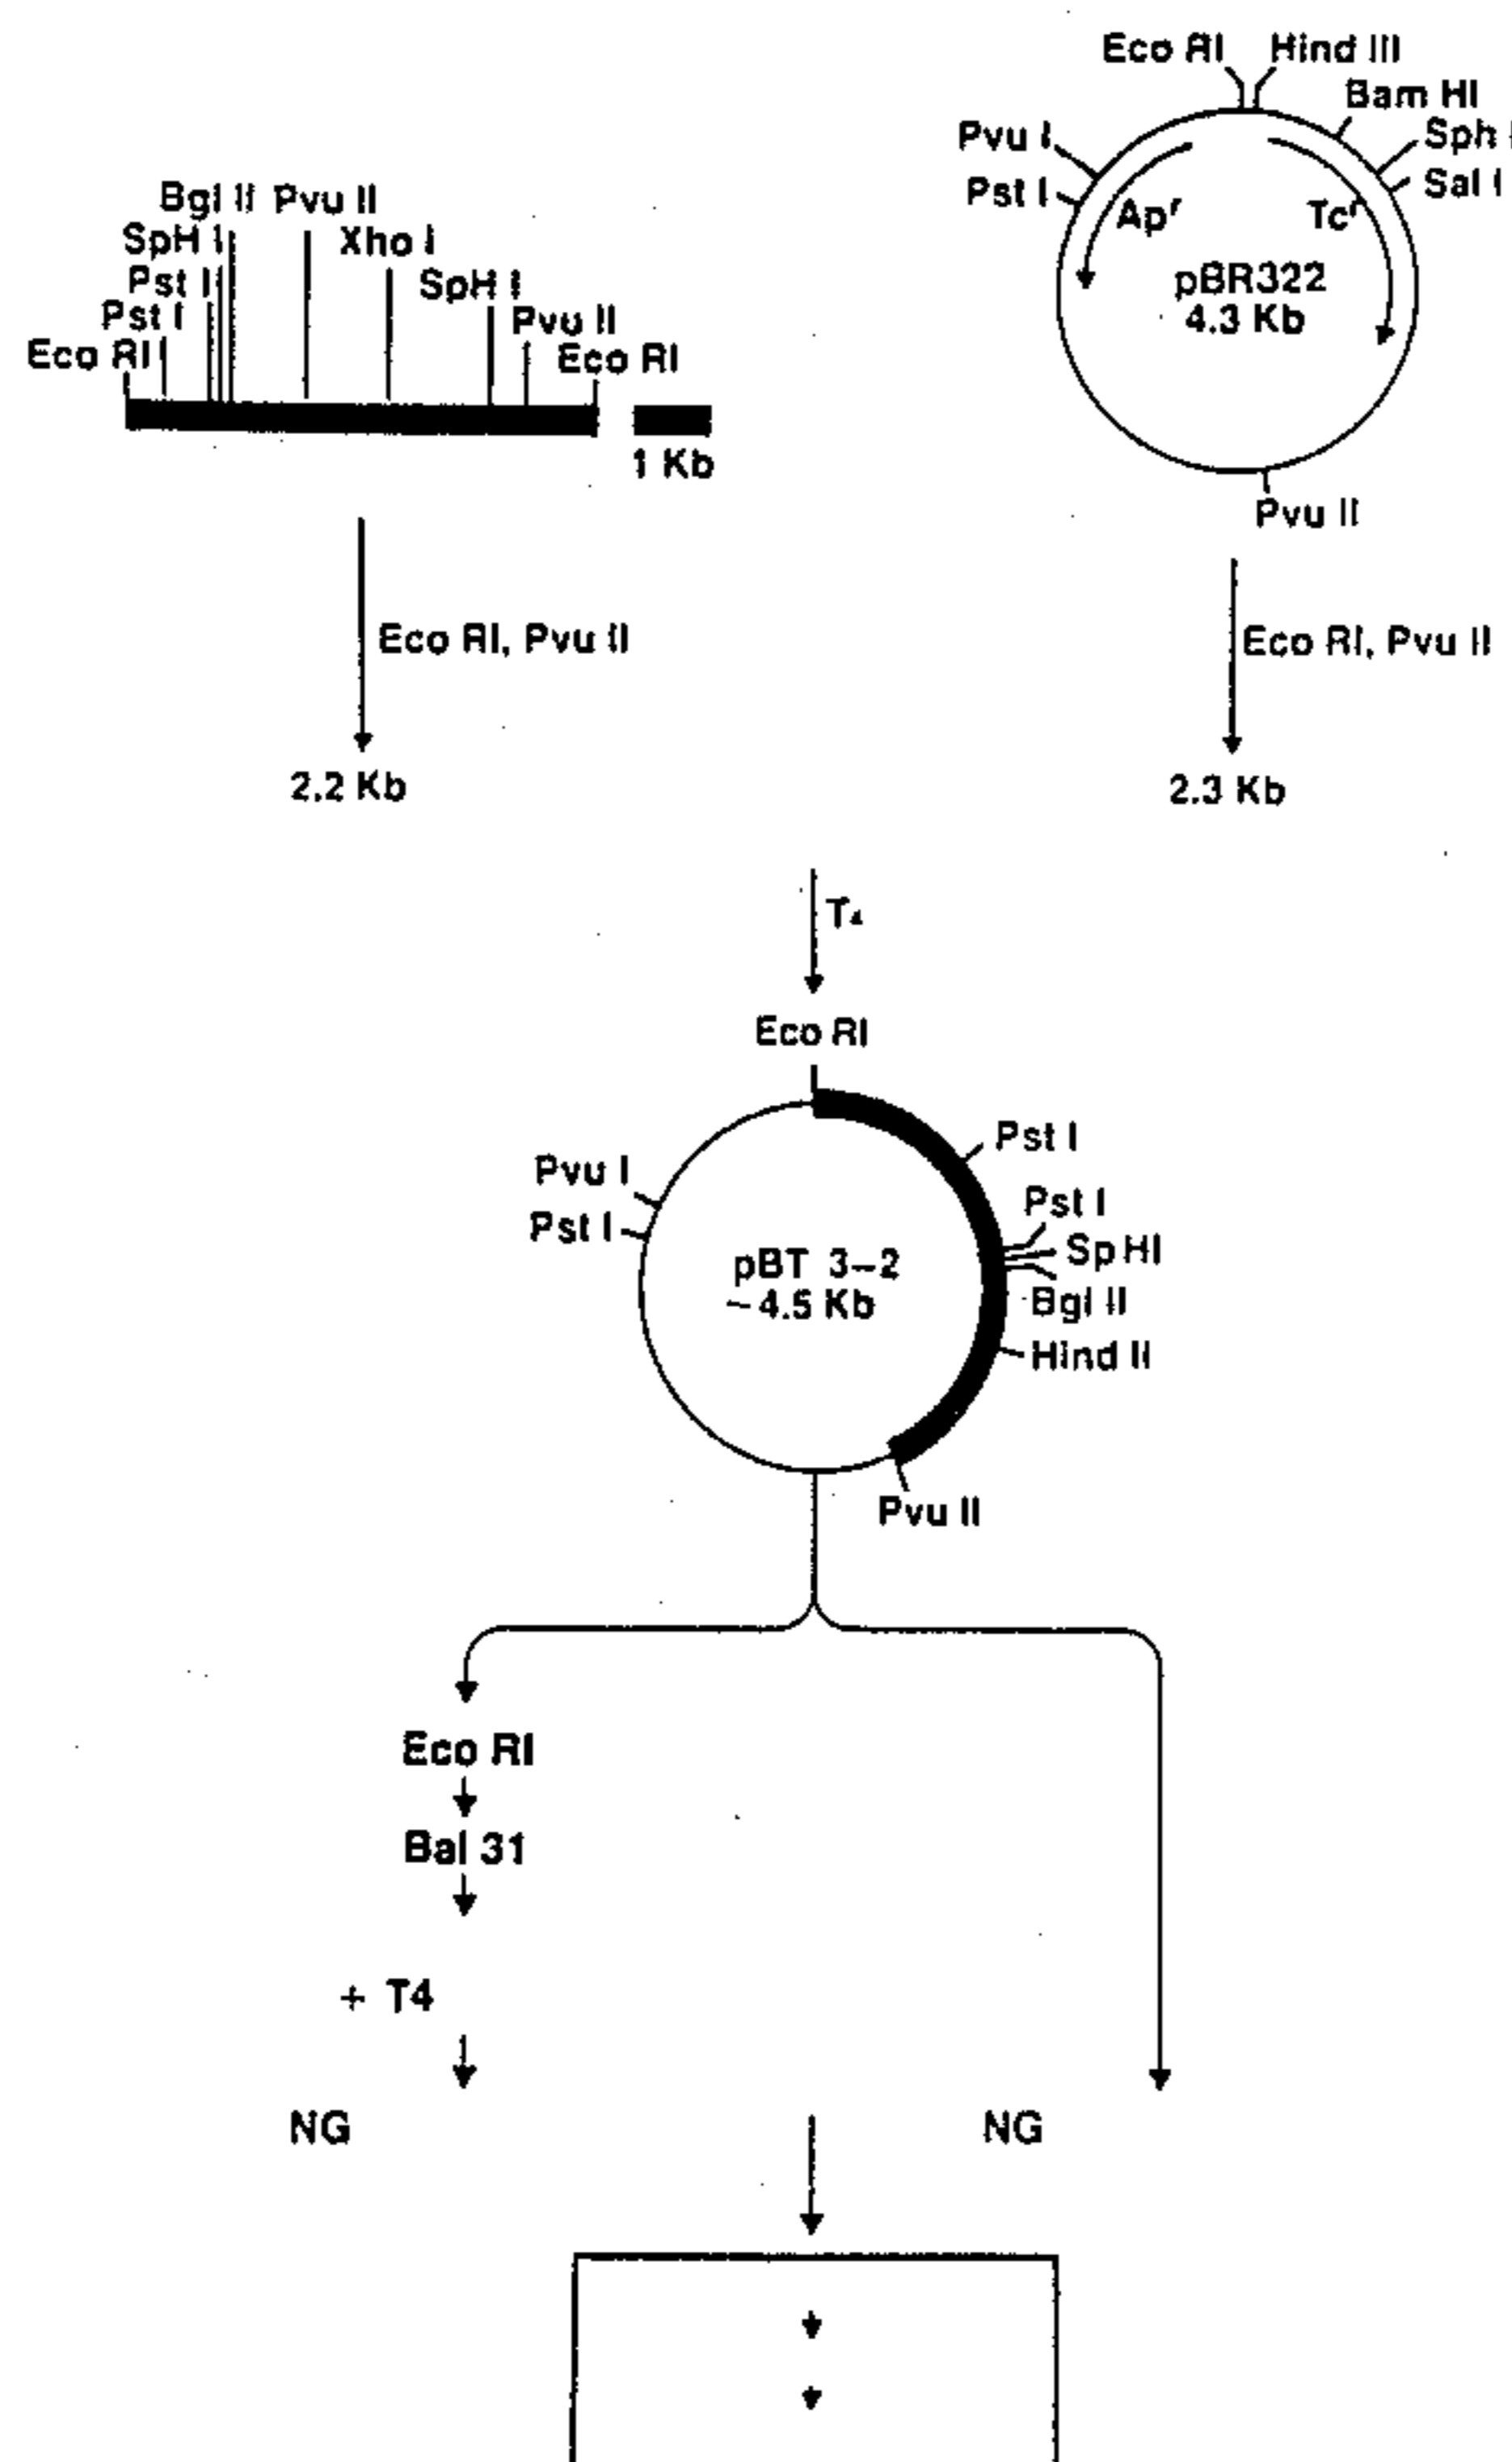 Eco RI
Hind III
Bam HI
Sph I
Sal I
Pvu I
Pst I
Apʳ
Tcʳ
pBR322
4.3 Kb
Pvu II
Bgl II
Pvu II
SpH I
Xho I
Pst I
SpH I
Pst I
Pvu II
Eco RI
Eco RI
1 Kb
Eco RI, Pvu II
Eco RI, Pvu II
2.2 Kb
2.3 Kb
T₄
Eco RI
Pst I
Pvu I
Pst I
Pst I
Sp HI
pBT 3-2
~4.5 Kb
Bgl II
Hind II
Pvu II
Eco RI
Bal 31
+ T4
NG
NG